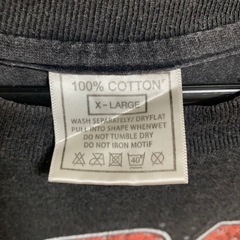 100% COTTON
X-LARGE
WASH SEPARATELY/DRYFLAT
PULL INTO SHAPE WHENWET
DO NOT TUMBLE DRY
DO NOT IRON MOTIF
40°